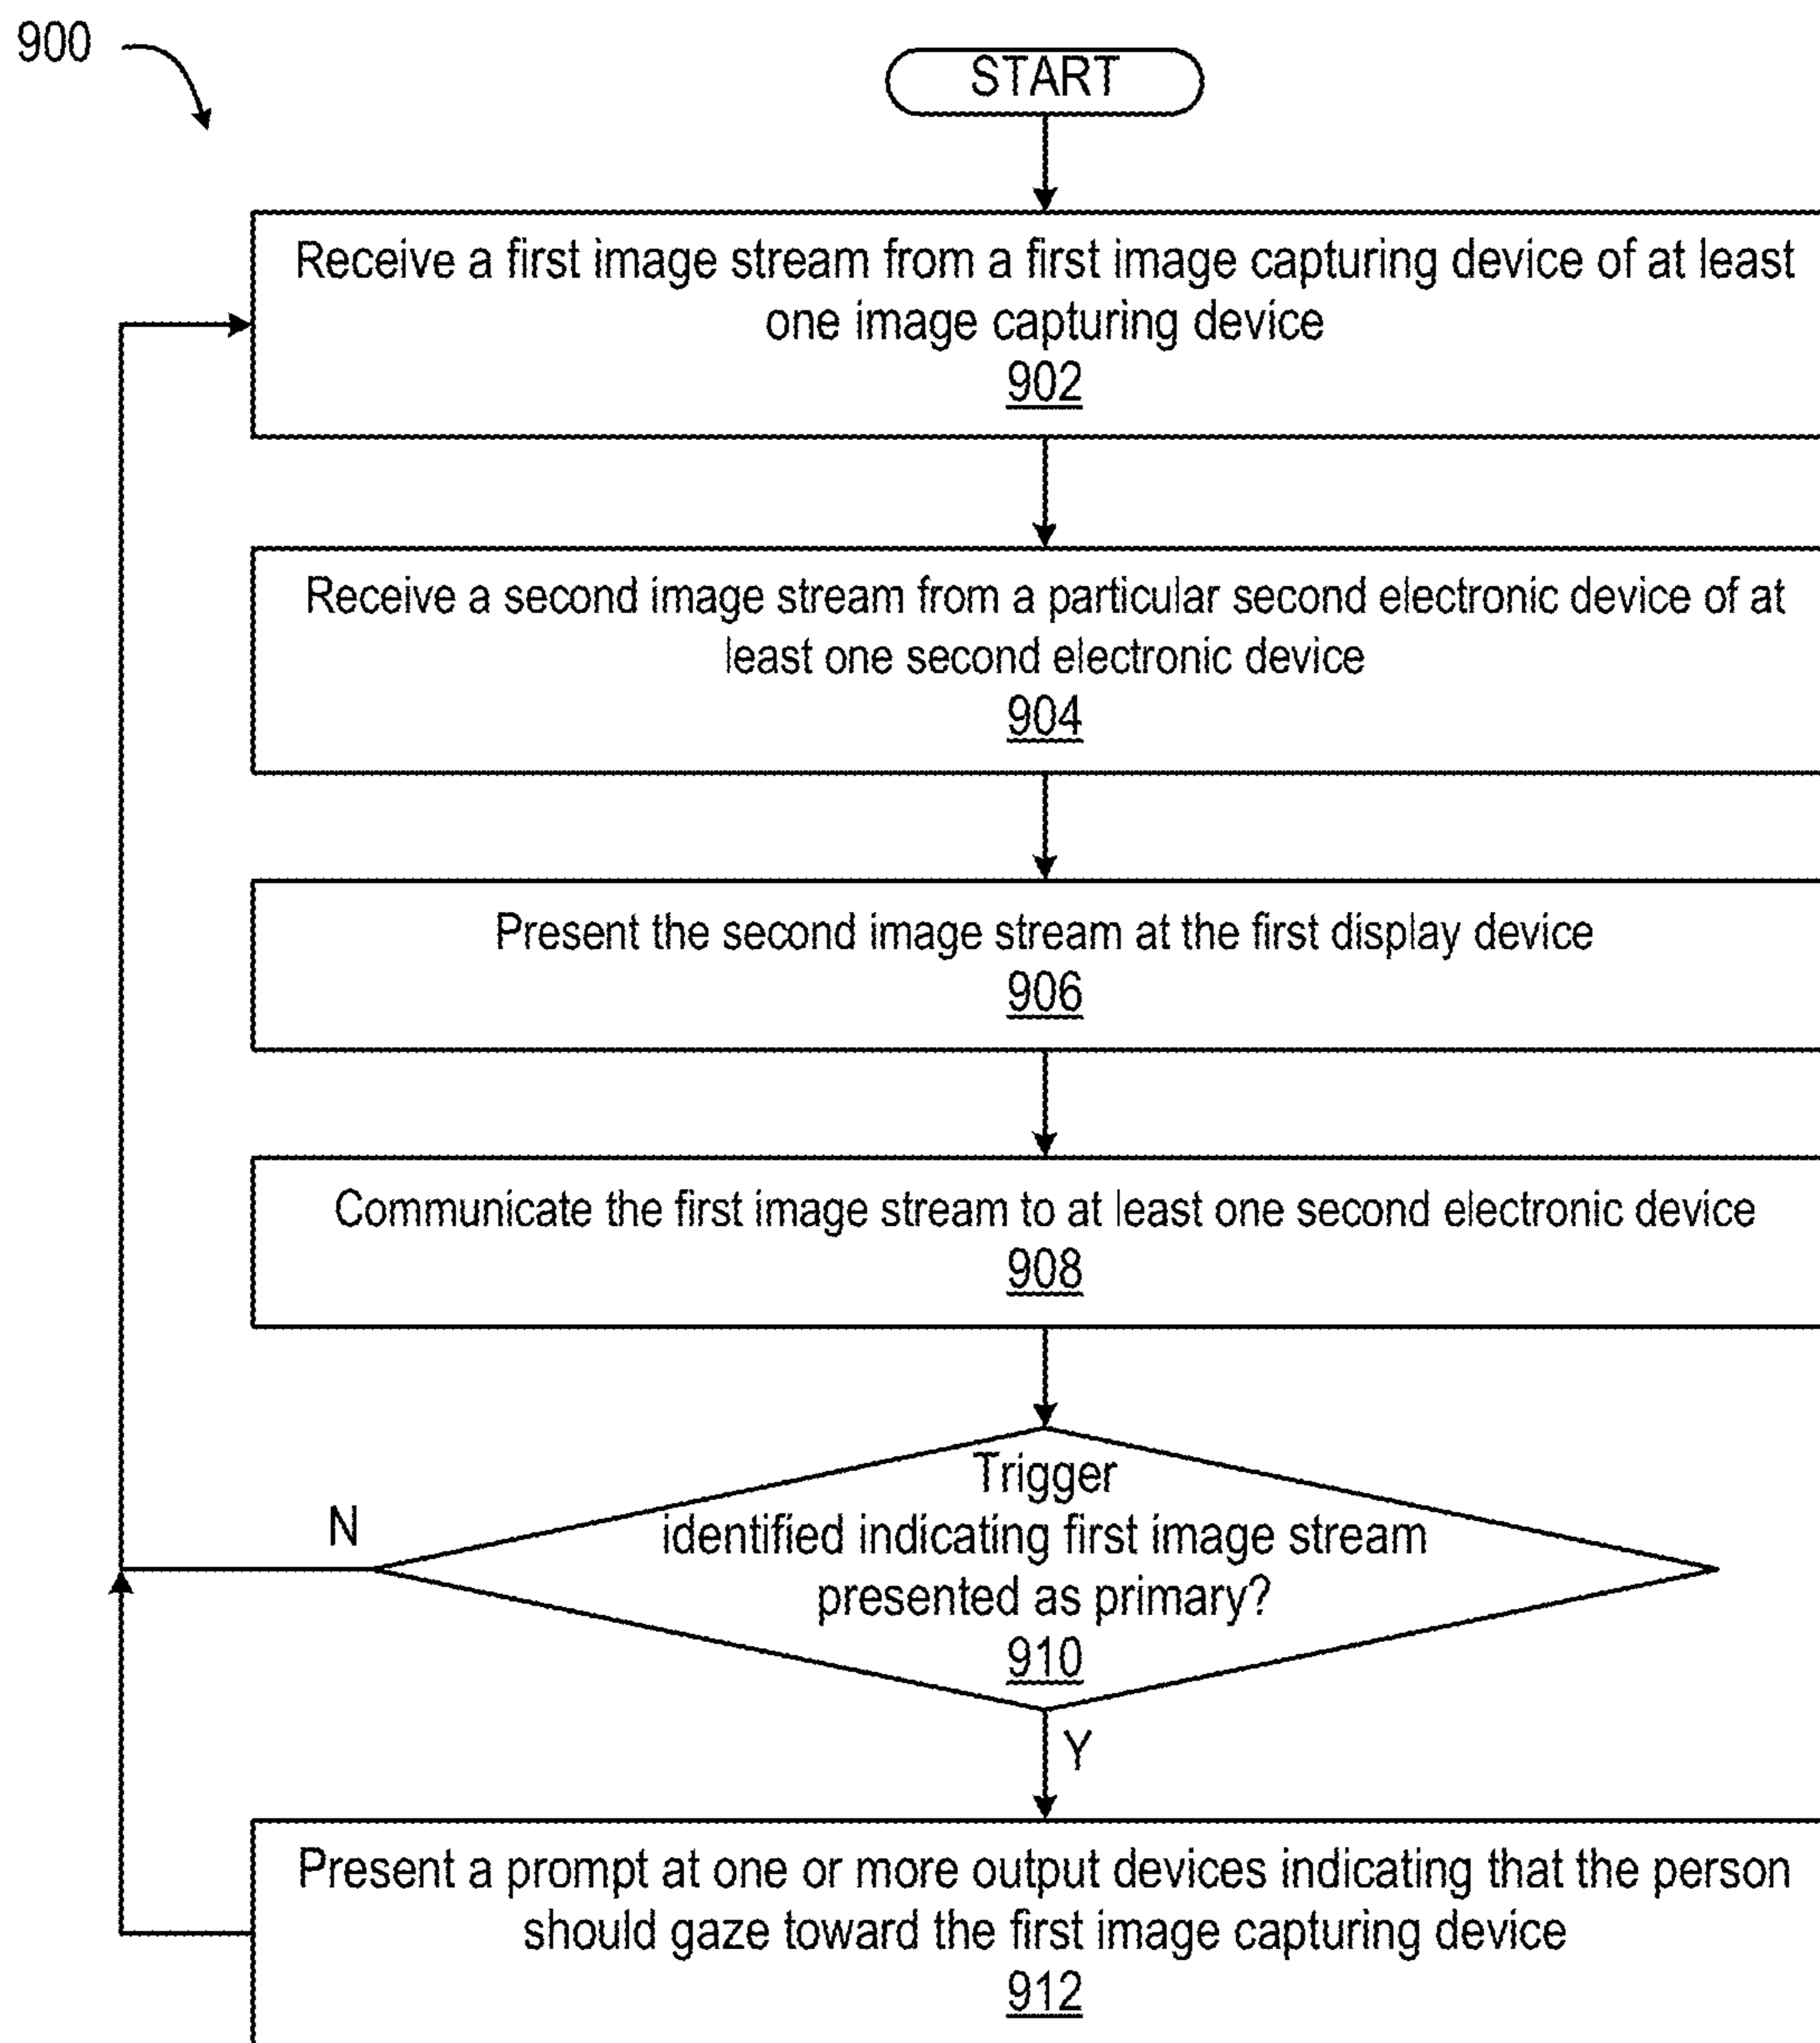 900
START
Receive a first image stream from a first image capturing device of at least
one image capturing device
902
Receive a second image stream from a particular second electronic device of at
least one second electronic device
904
Present the second image stream at the first display device
906
Communicate the first image stream to at least one second electronic device
908
Trigger
identified indicating first image stream
presented as primary?
910
N
Y
Present a prompt at one or more output devices indicating that the person
should gaze toward the first image capturing device
912